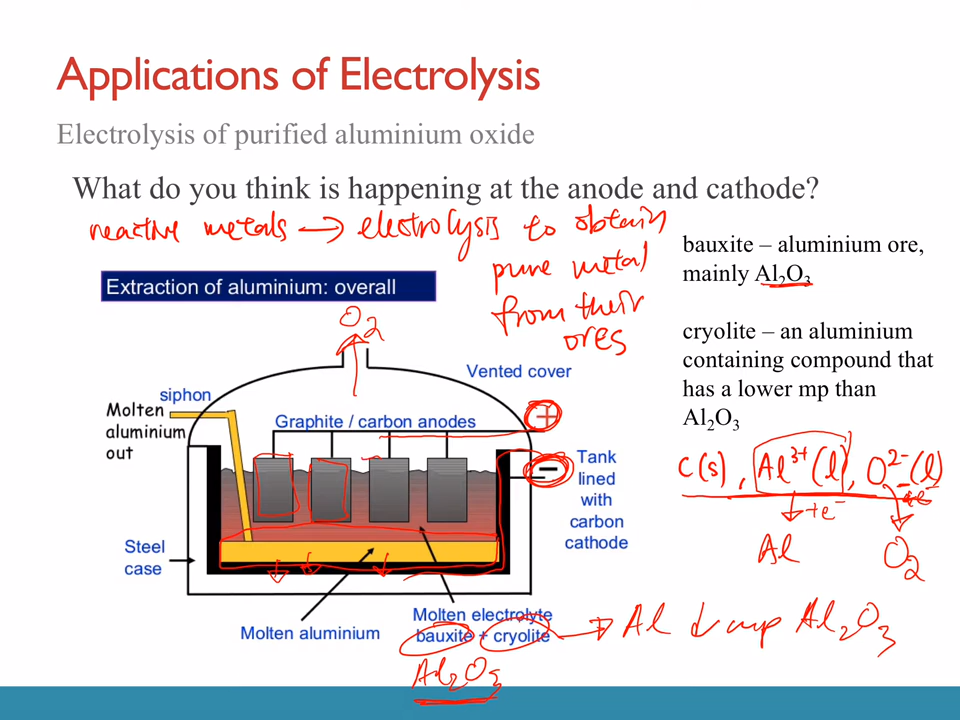 Applications of Electrolysis
Electrolysis of purified aluminium oxide
What do you think is happening at the anode and cathode?
reactive metals → electrolysis to obtain
pure metal
from their
ores
bauxite – aluminium ore,
mainly Al₂O₃
cryolite – an aluminium
containing compound that
has a lower mp than
Al₂O₃
Extraction of aluminium: overall
O₂
Vented cover
siphon
Molten
aluminium
out
Graphite / carbon anodes
+
−
Tank
lined
with
carbon
cathode
Steel
case
C(s), Al³⁺(l), O²⁻(l)
+e⁻
Al
O₂
Molten aluminium
Molten electrolyte
bauxite + cryolite → Al ↓ mp Al₂O₃
Al₂O₃